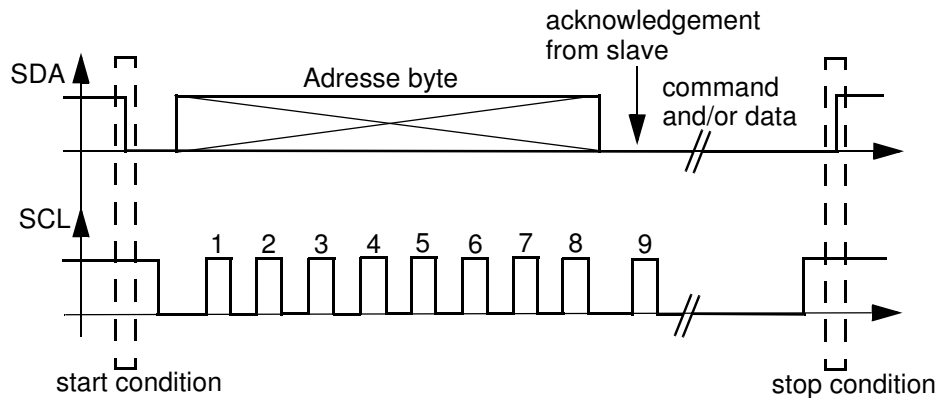 acknowledgement
from slave
SDA
Adresse byte
command
and/or data
SCL
1 2 3 4 5 6 7 8 9
start condition
stop condition